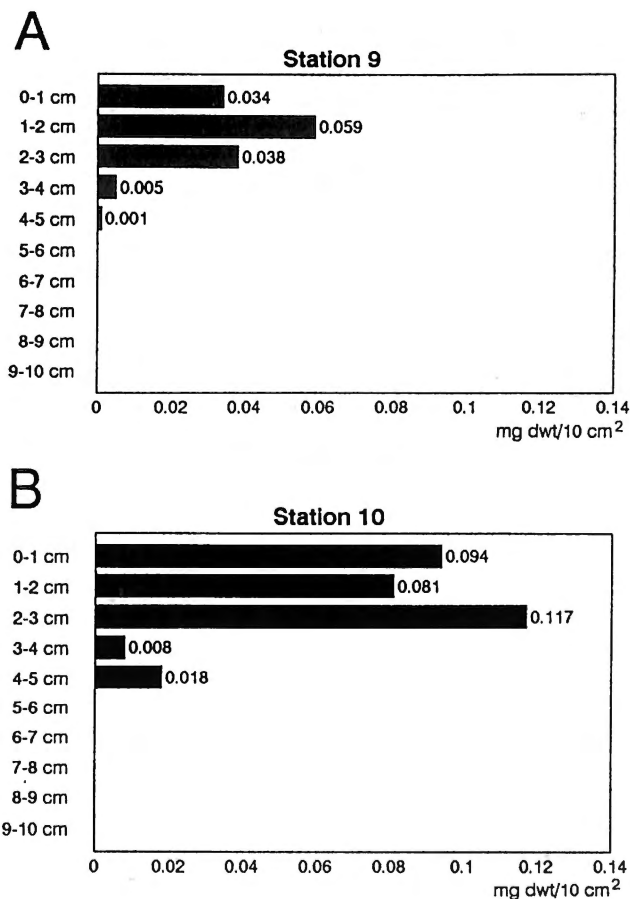 A
Station 9
0-1 cm 0.034
1-2 cm 0.059
2-3 cm 0.038
3-4 cm 0.005
4-5 cm 0.001
5-6 cm
6-7 cm
7-8 cm
8-9 cm
9-10 cm
0 0.02 0.04 0.06 0.08 0.1 0.12 0.14
mg dwt/10 cm²
B
Station 10
0-1 cm 0.094
1-2 cm 0.081
2-3 cm 0.117
3-4 cm 0.008
4-5 cm 0.018
5-6 cm
6-7 cm
7-8 cm
8-9 cm
9-10 cm
0 0.02 0.04 0.06 0.08 0.1 0.12 0.14
mg dwt/10 cm²